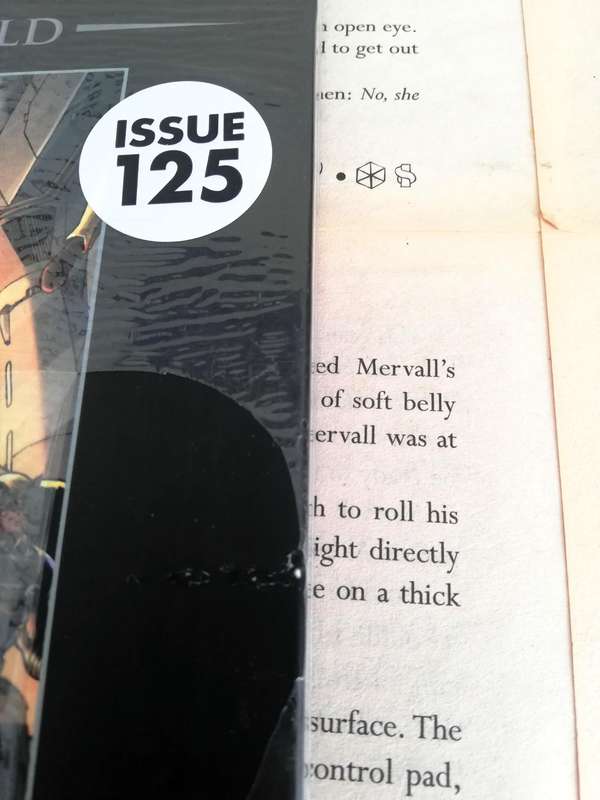 LD
ISSUE
125
open eye.
to get out
No, she
ed Mervall's
of soft belly
ervall was at
h to roll his
ight directly
e on a thick
surface. The
control pad,